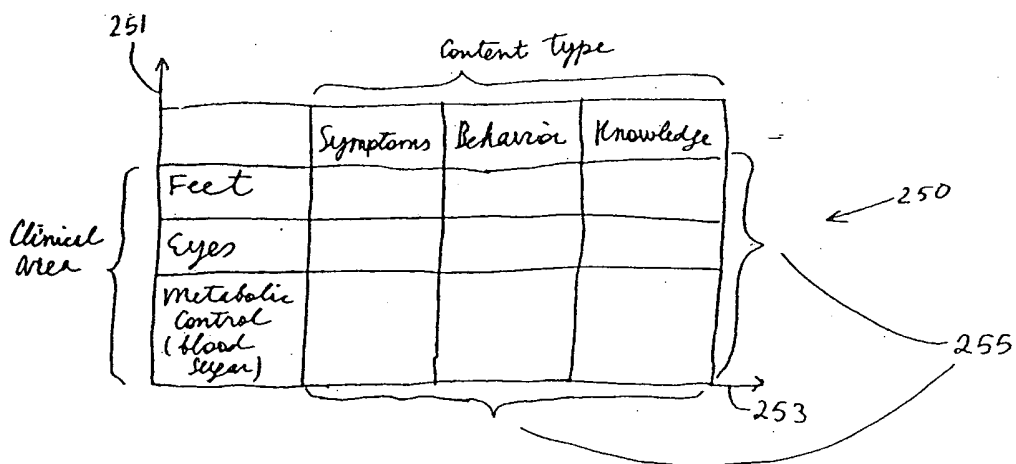 251
Content type
Symptoms Behavior Knowledge
Feet
250
Clinical
area
Eyes
Metabolic
Control
(blood
sugar)
255
253